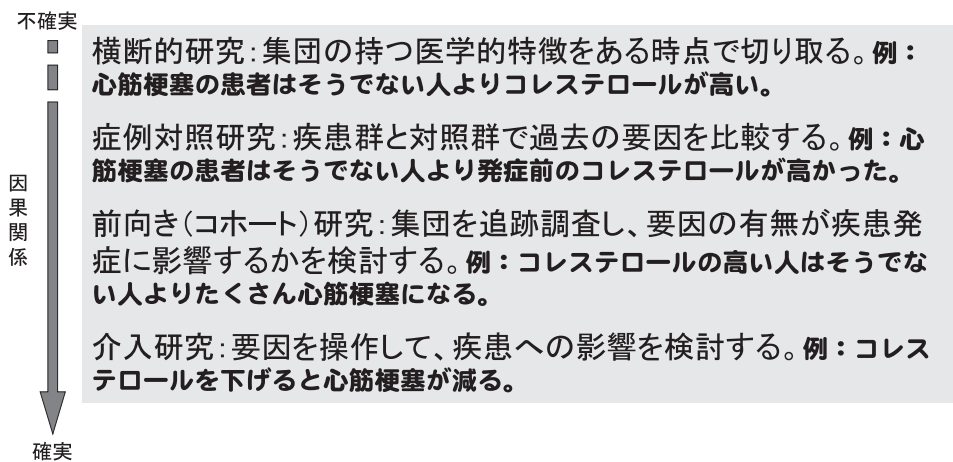 不確実
横断的研究：集団の持つ医学的特徴をある時点で切り取る。例：
心筋梗塞の患者はそうでない人よりコレステロールが高い。
症例対照研究：疾患群と対照群で過去の要因を比較する。例：心
筋梗塞の患者はそうでない人より発症前のコレステロールが高かった。
因果関係
前向き（コホート）研究：集団を追跡調査し、要因の有無が疾患発
症に影響するかを検討する。例：コレステロールの高い人はそうでな
い人よりたくさん心筋梗塞になる。
介入研究：要因を操作して、疾患への影響を検討する。例：コレス
テロールを下げると心筋梗塞が減る。
確実